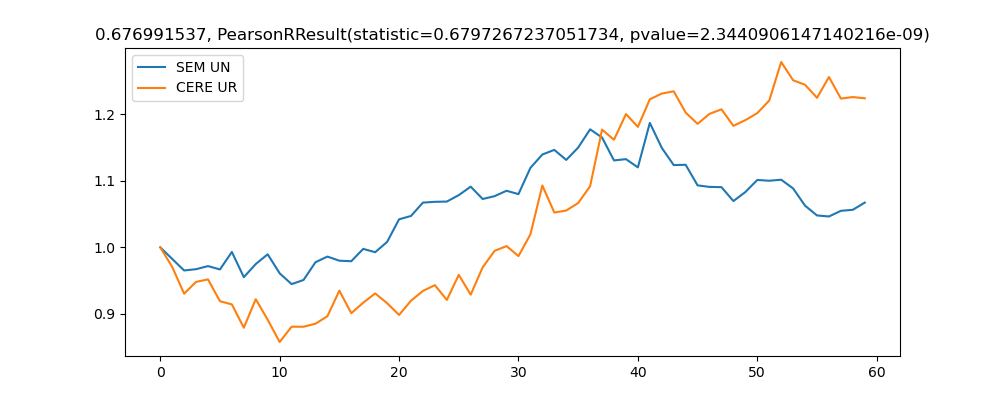 0.676991537, PearsonRResult(statistic=0.6797267237051734, pvalue=2.3440906147140216e-09)
SEM UN
CERE UR
1.2
1.1
1.0
0.9
0 10 20 30 40 50 60